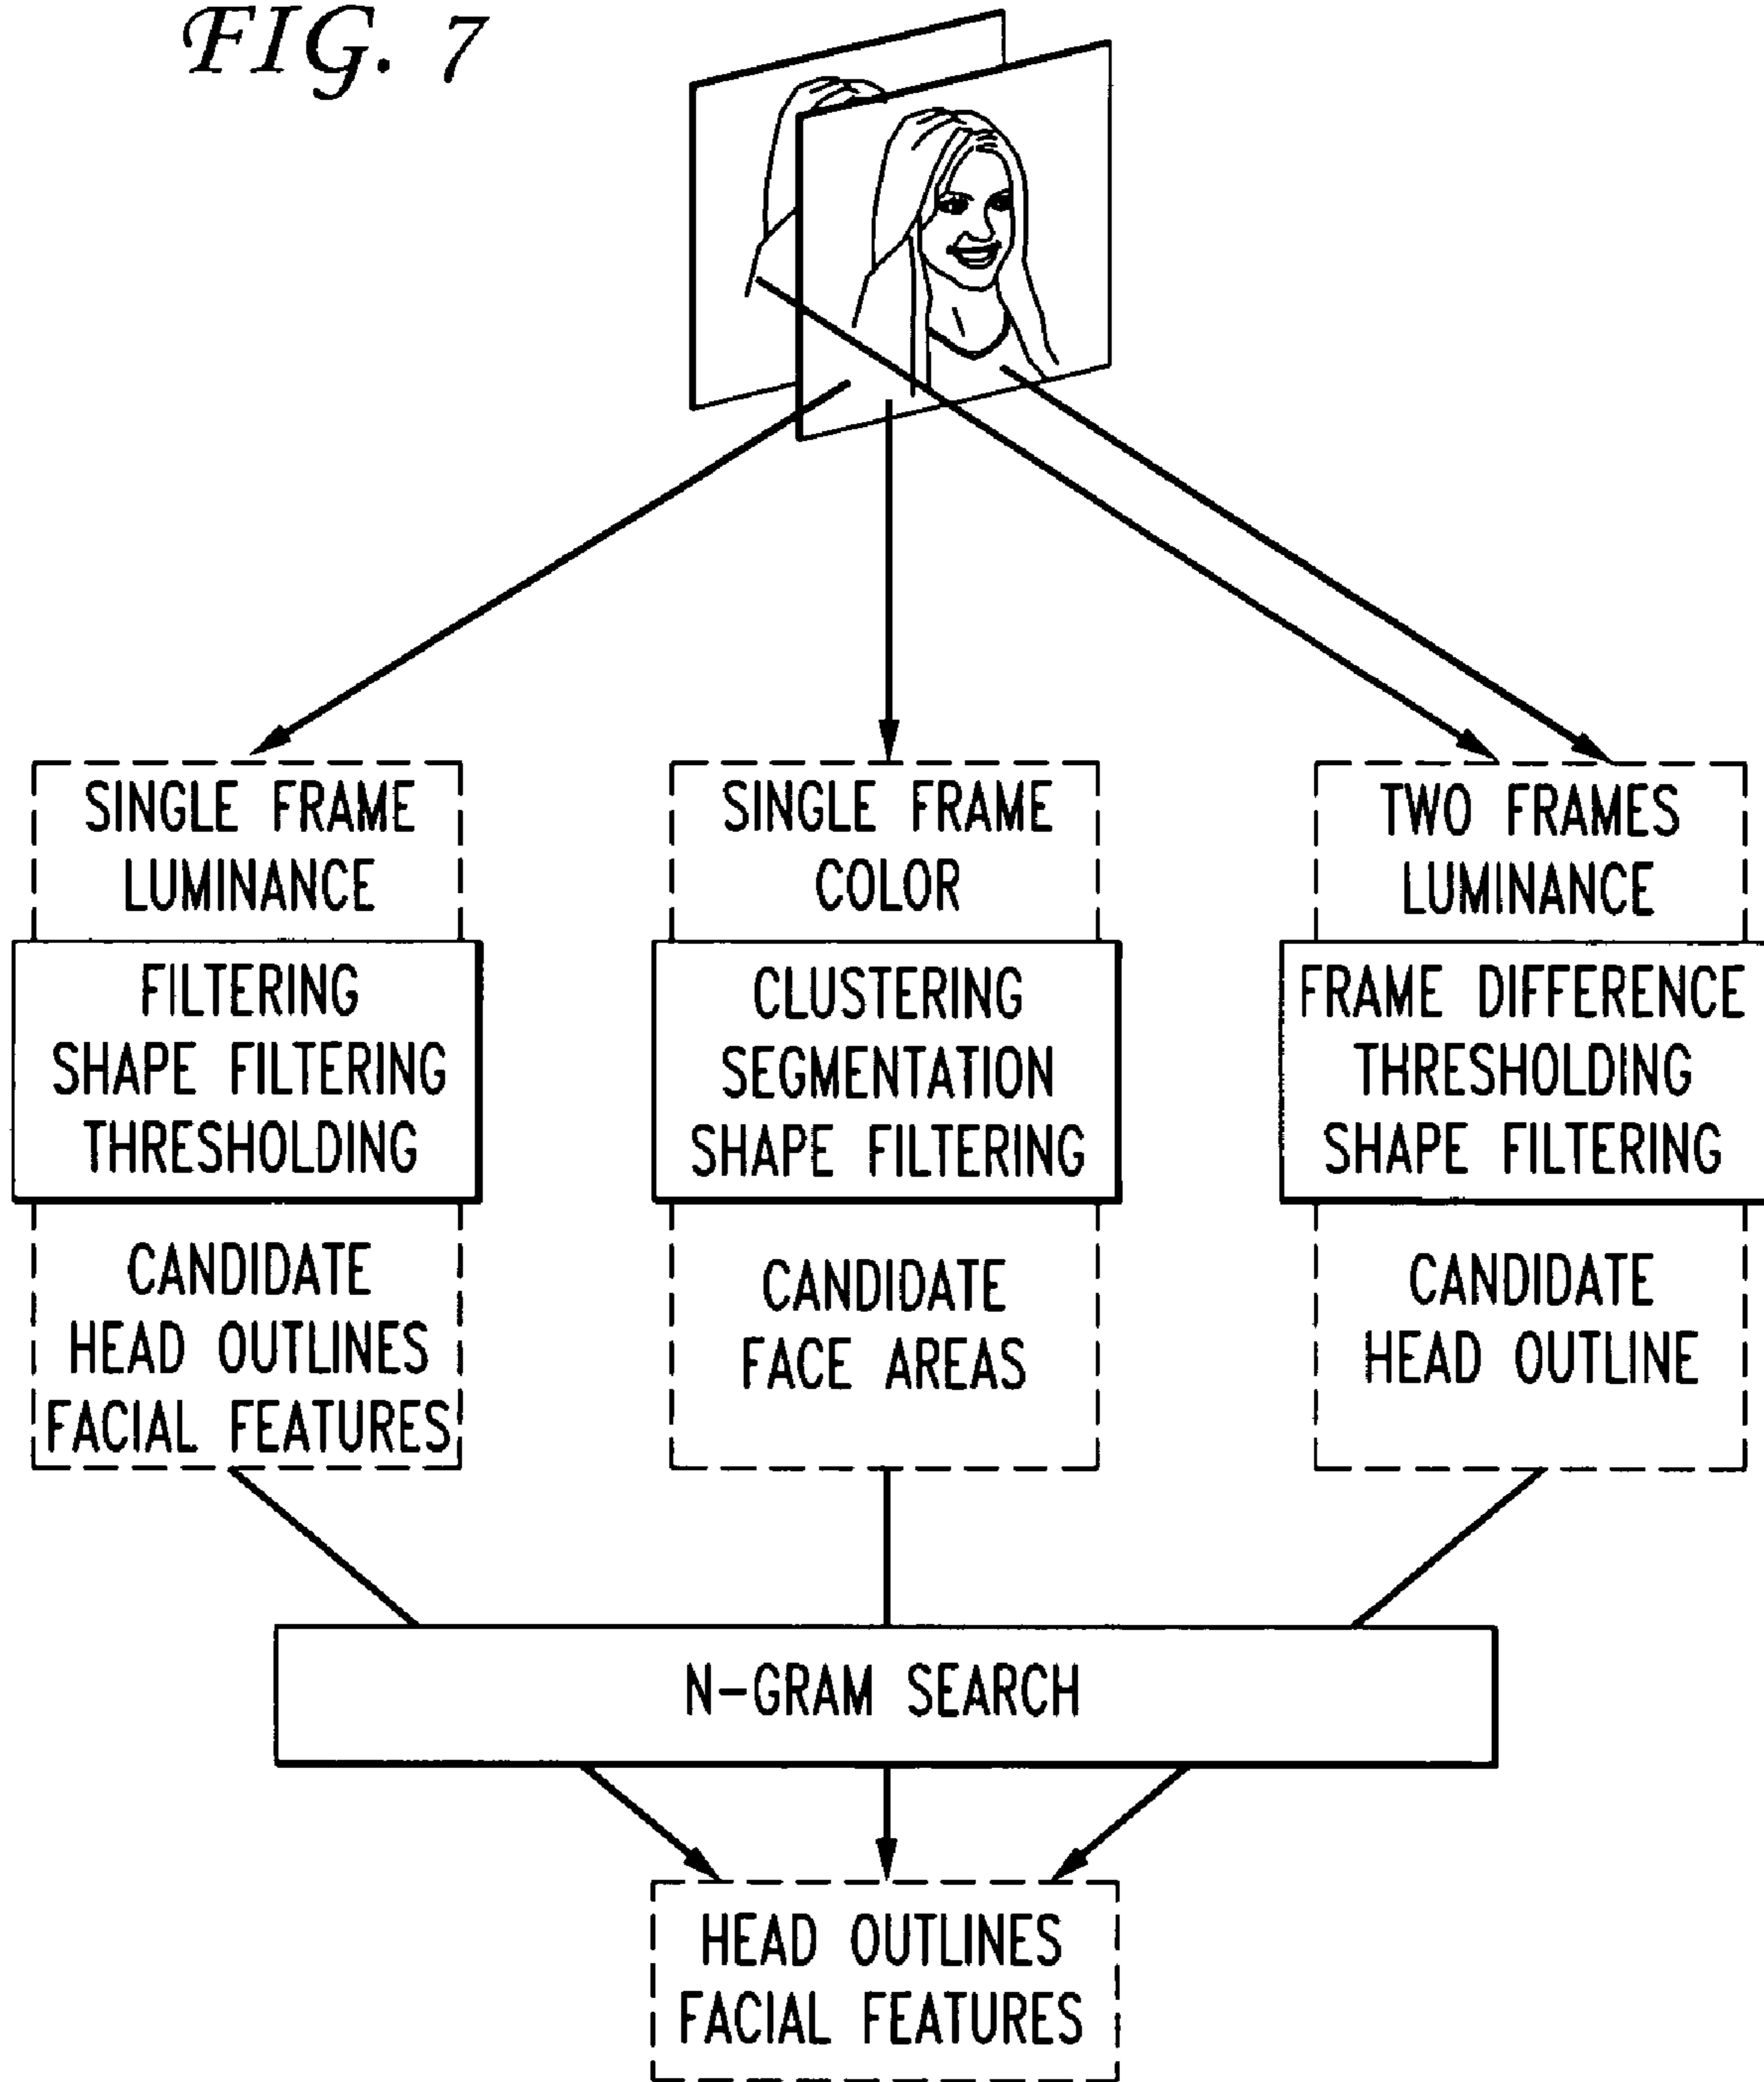 FIG. 7
SINGLE FRAME
LUMINANCE
FILTERING
SHAPE FILTERING
THRESHOLDING
CANDIDATE
HEAD OUTLINES
FACIAL FEATURES
SINGLE FRAME
COLOR
CLUSTERING
SEGMENTATION
SHAPE FILTERING
CANDIDATE
FACE AREAS
TWO FRAMES
LUMINANCE
FRAME DIFFERENCE
THRESHOLDING
SHAPE FILTERING
CANDIDATE
HEAD OUTLINE
N-GRAM SEARCH
HEAD OUTLINES
FACIAL FEATURES